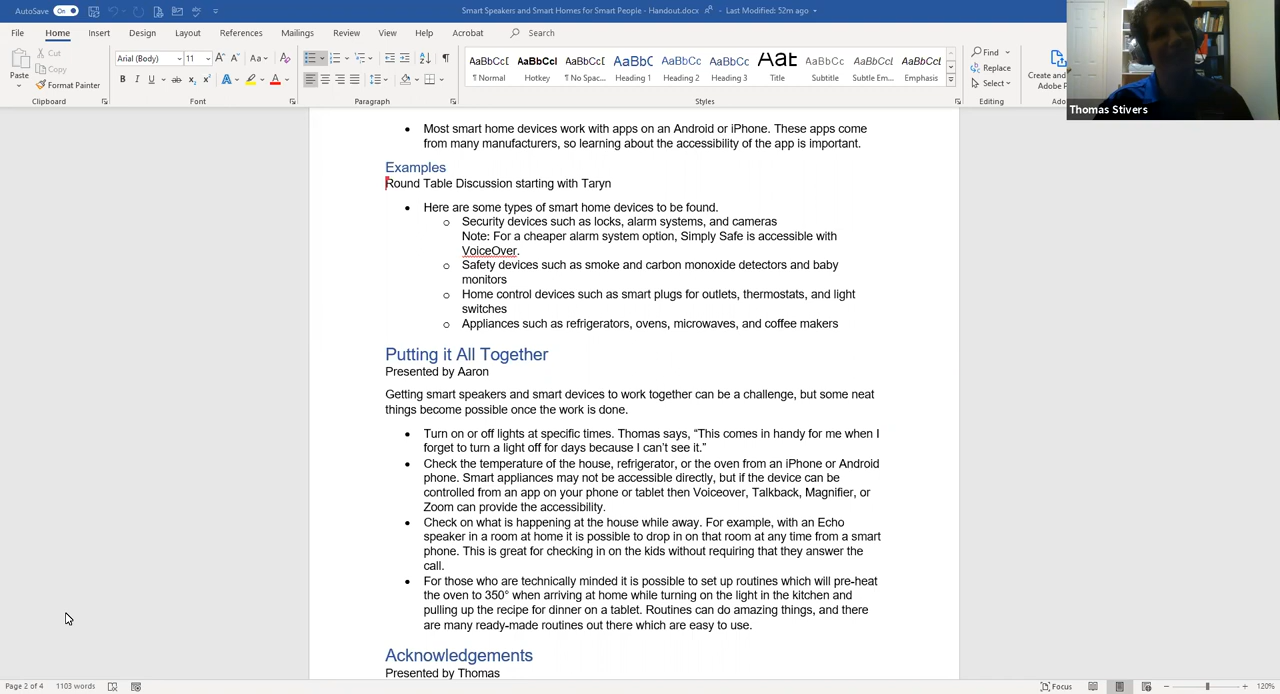 AutoSave On Smart Speakers and Smart Homes for Smart People - Handout.docx - Last Modified: 52m ago
File Home Insert Design Layout References Mailings Review View Help Acrobat Search
Cut
Copy
Format Painter
Paste
Clipboard
Arial (Body) 11
Font
Paragraph
AaBbCcI AaBbCcI AaBbCcI AaBbC AaBbCc AaBbCc AaI AaBbCcI AaBbCcI AaBbCcI
¶ Normal Hotkey ¶ No Spac... Heading 1 Heading 2 Heading 3 Title Subtitle Subtle Em... Emphasis
Styles
Find
Replace
Select
Editing
Create and
Adobe P
Ado
Thomas Stivers
• Most smart home devices work with apps on an Android or iPhone. These apps come
from many manufacturers, so learning about the accessibility of the app is important.
Examples
Round Table Discussion starting with Taryn
• Here are some types of smart home devices to be found.
o Security devices such as locks, alarm systems, and cameras
Note: For a cheaper alarm system option, Simply Safe is accessible with
VoiceOver.
o Safety devices such as smoke and carbon monoxide detectors and baby
monitors
o Home control devices such as smart plugs for outlets, thermostats, and light
switches
o Appliances such as refrigerators, ovens, microwaves, and coffee makers
Putting it All Together
Presented by Aaron
Getting smart speakers and smart devices to work together can be a challenge, but some neat
things become possible once the work is done.
• Turn on or off lights at specific times. Thomas says, “This comes in handy for me when I
forget to turn a light off for days because I can’t see it.”
• Check the temperature of the house, refrigerator, or the oven from an iPhone or Android
phone. Smart appliances may not be accessible directly, but if the device can be
controlled from an app on your phone or tablet then Voiceover, Talkback, Magnifier, or
Zoom can provide the accessibility.
• Check on what is happening at the house while away. For example, with an Echo
speaker in a room at home it is possible to drop in on that room at any time from a smart
phone. This is great for checking in on the kids without requiring that they answer the
call.
• For those who are technically minded it is possible to set up routines which will pre-heat
the oven to 350° when arriving at home while turning on the light in the kitchen and
pulling up the recipe for dinner on a tablet. Routines can do amazing things, and there
are many ready-made routines out there which are easy to use.
Acknowledgements
Presented by Thomas
Page 2 of 4 1103 words Focus 120%